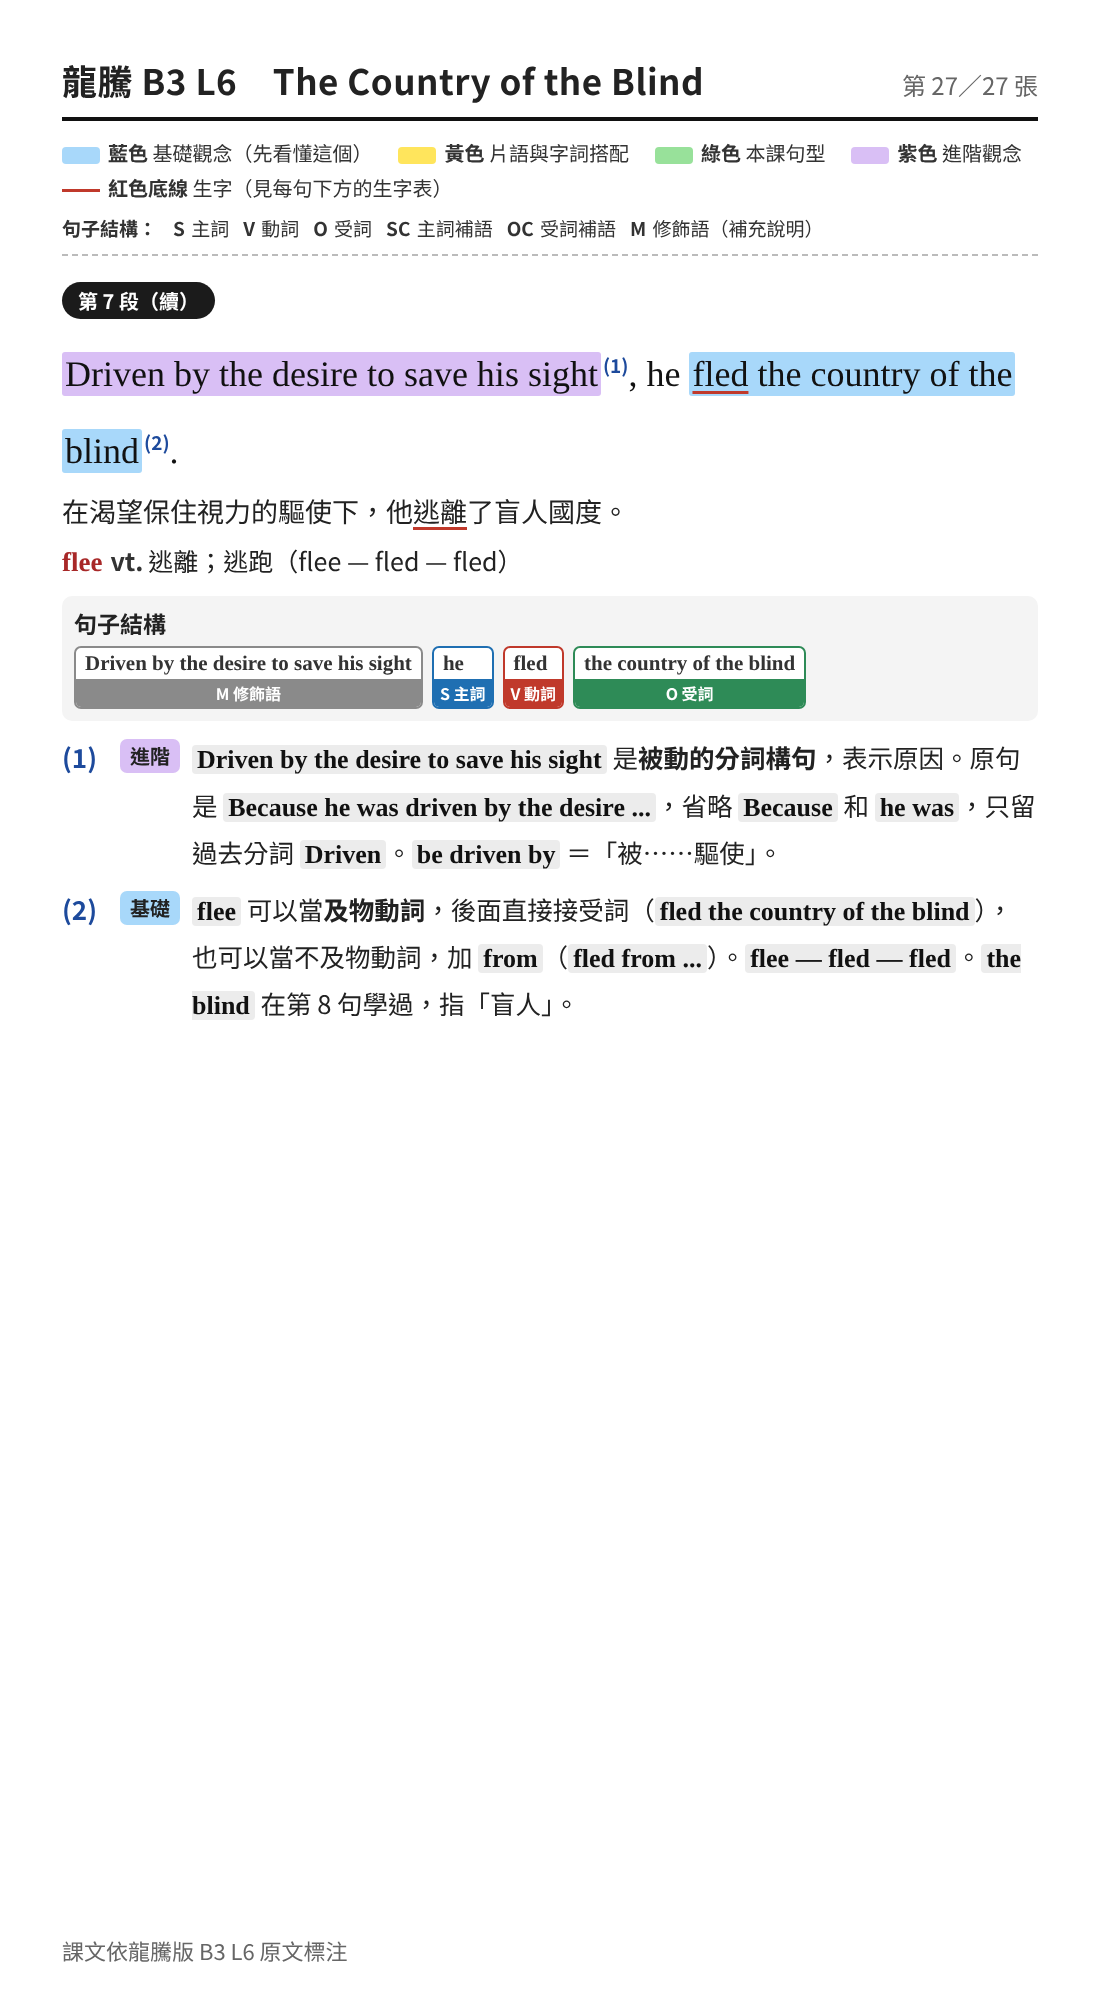 龍騰 B3 L6　The Country of the Blind
第 27／27 張
藍色 基礎觀念（先看懂這個） 黃色 片語與字詞搭配 綠色 本課句型 紫色 進階觀念
紅色底線 生字（見每句下方的生字表）
句子結構： S 主詞 V 動詞 O 受詞 SC 主詞補語 OC 受詞補語 M 修飾語（補充說明）
第 7 段（續）
Driven by the desire to save his sight(1), he fled the country of the
blind(2).
在渴望保住視力的驅使下，他逃離了盲人國度。
flee vt. 逃離；逃跑（flee — fled — fled）
句子結構
Driven by the desire to save his sight he fled the country of the blind
M 修飾語 S 主詞 V 動詞 O 受詞
(1) 進階 Driven by the desire to save his sight 是被動的分詞構句，表示原因。原句
是 Because he was driven by the desire ...，省略 Because 和 he was，只留
過去分詞 Driven。be driven by ＝「被……驅使」。
(2) 基礎 flee 可以當及物動詞，後面直接接受詞（fled the country of the blind），
也可以當不及物動詞，加 from（fled from ...）。flee — fled — fled。the
blind 在第 8 句學過，指「盲人」。
課文依龍騰版 B3 L6 原文標注